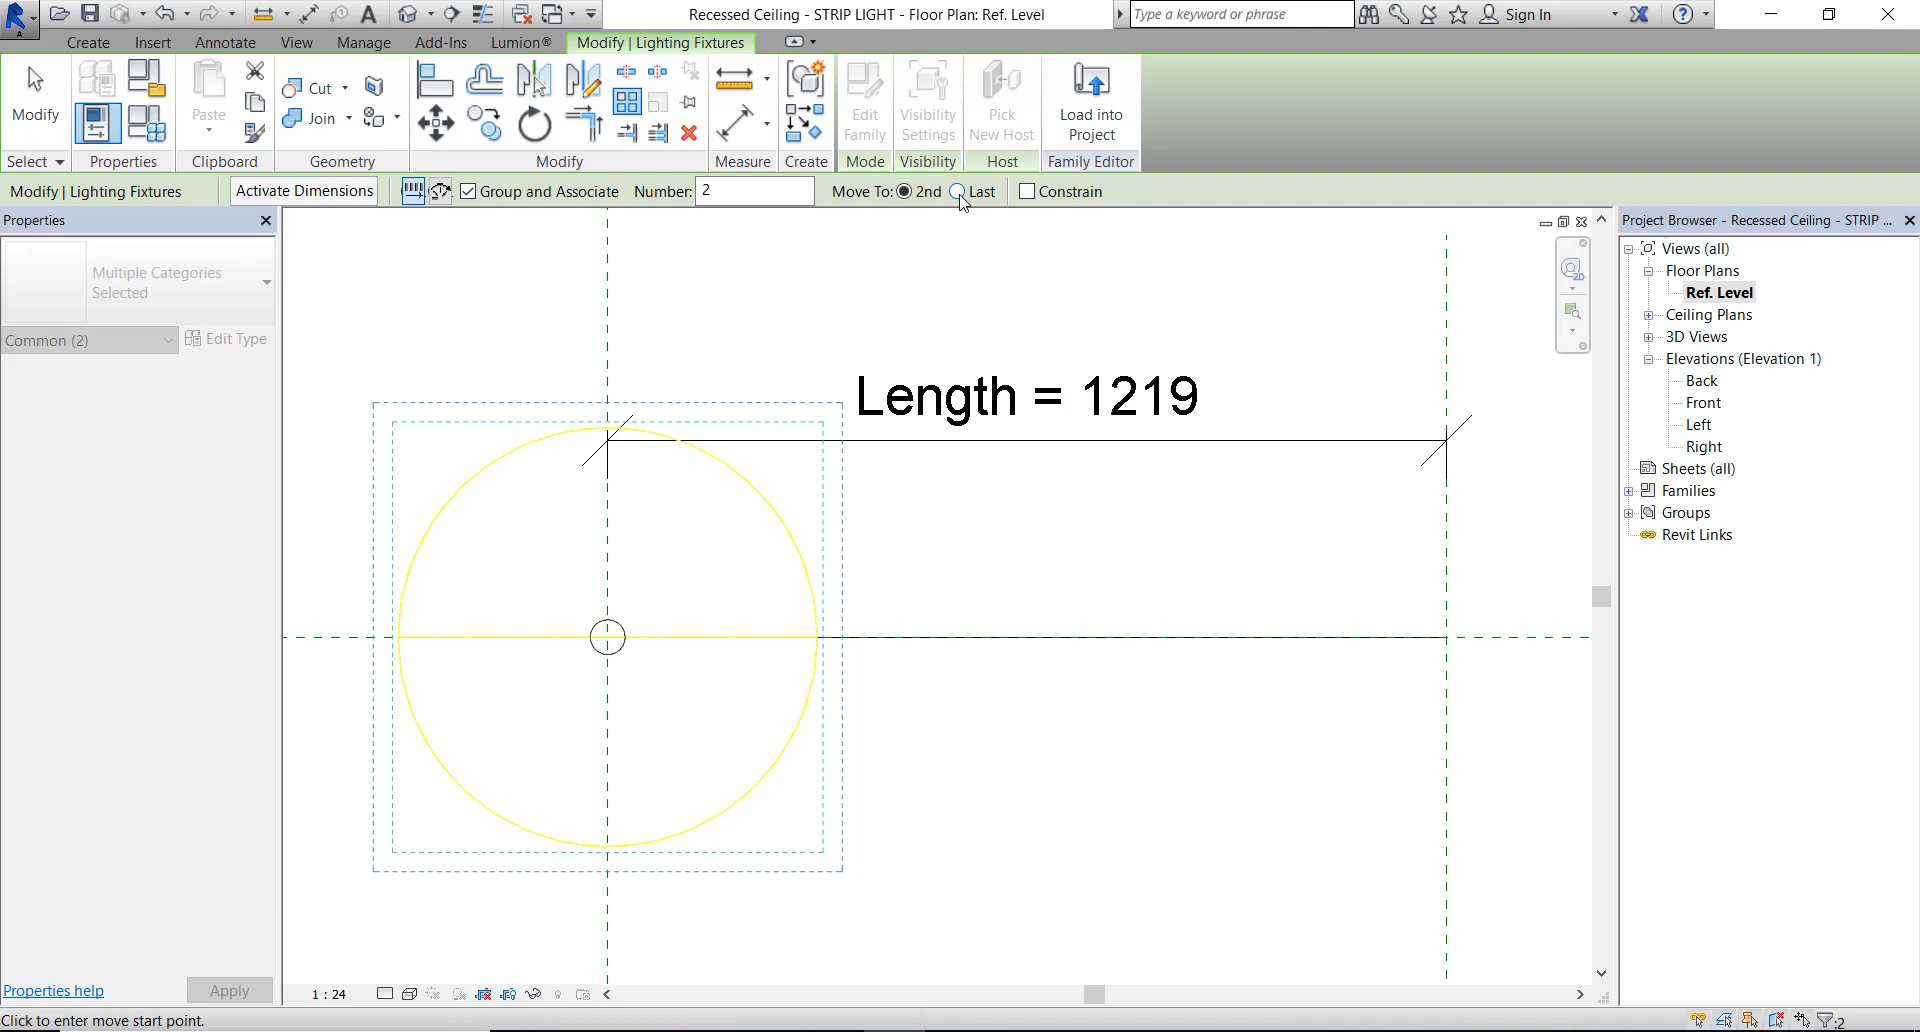 Recessed Ceiling - STRIP LIGHT - Floor Plan: Ref. Level
Type a keyword or phrase
Sign In
Create Insert Annotate View Manage Add-Ins Lumion® Modify | Lighting Fixtures
Modify
Paste
Cut
Join
Edit
Family
Visibility
Settings
Pick
New Host
Load into
Project
Select Properties Clipboard Geometry Modify Measure Create Mode Visibility Host Family Editor
Modify | Lighting Fixtures Activate Dimensions Group and Associate Number: 2 Move To: 2nd Last Constrain
Properties
Multiple Categories
Selected
Common (2) Edit Type
Properties help Apply
2D
Length = 1219
1 : 24
Project Browser - Recessed Ceiling - STRIP ...
Views (all)
Floor Plans
Ref. Level
Ceiling Plans
3D Views
Elevations (Elevation 1)
Back
Front
Left
Right
Sheets (all)
Families
Groups
Revit Links
Click to enter move start point.
:2